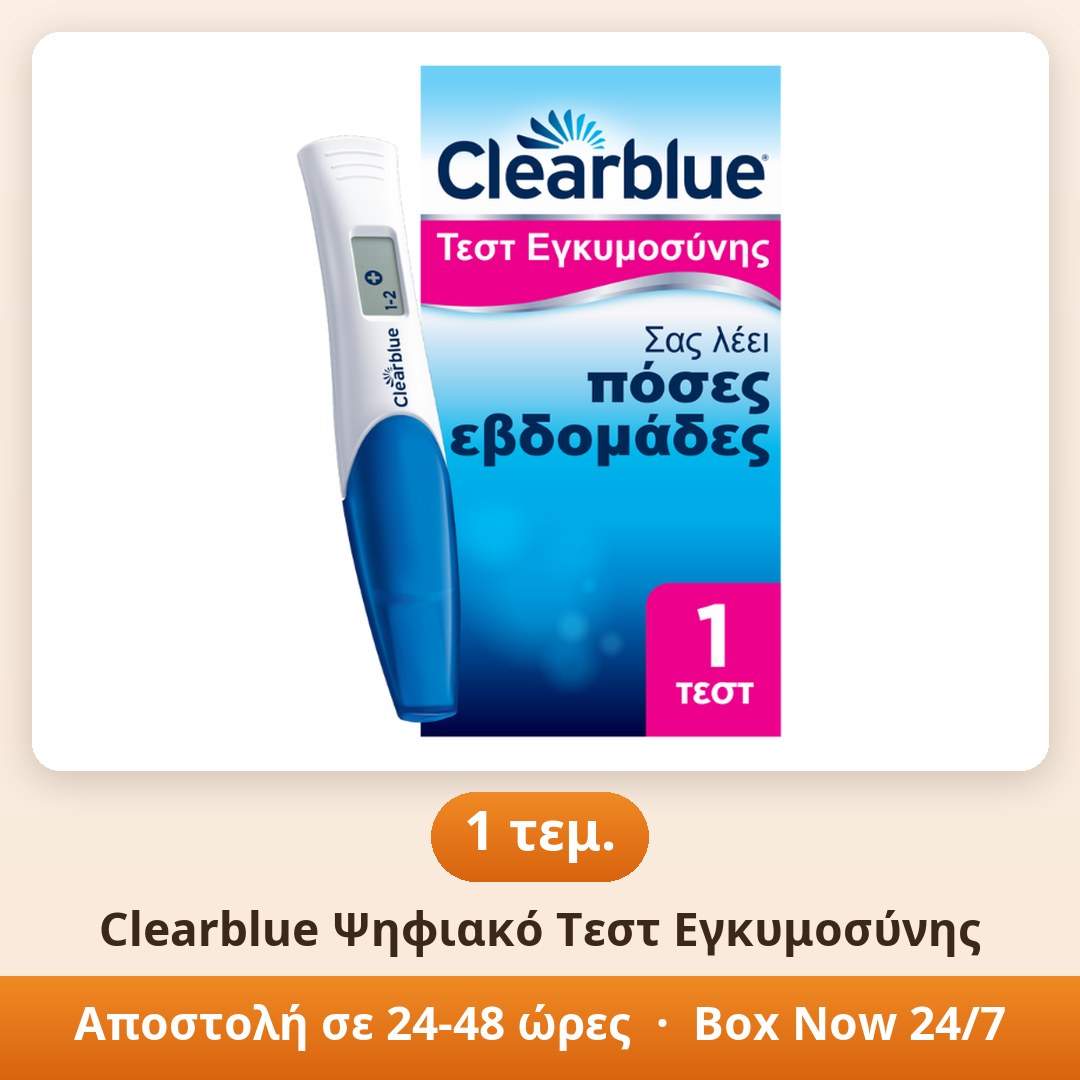 Clearblue
Τεστ Εγκυμοσύνης
Σας λέει
πόσες
εβδομάδες
+
1-2
Clearblue
1
τεστ
1 τεμ.
Clearblue Ψηφιακό Τεστ Εγκυμοσύνης
Αποστολή σε 24-48 ώρες · Box Now 24/7